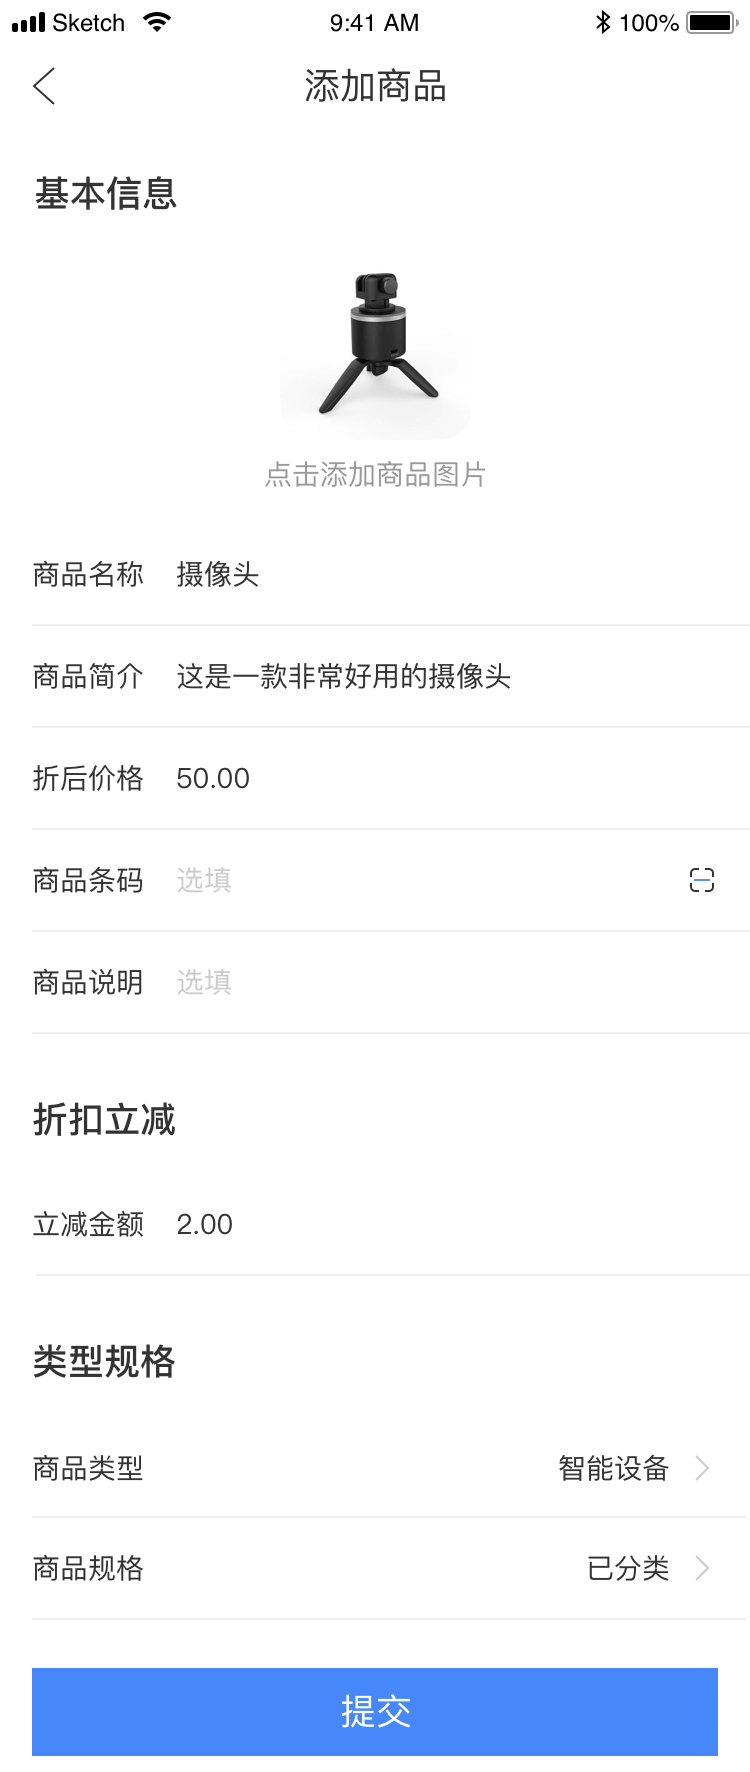 Sketch 9:41 AM 100%
添加商品
基本信息
点击添加商品图片
商品名称 摄像头
商品简介 这是一款非常好用的摄像头
折后价格 50.00
商品条码 选填
商品说明 选填
折扣立减
立减金额 2.00
类型规格
商品类型 智能设备
商品规格 已分类
提交